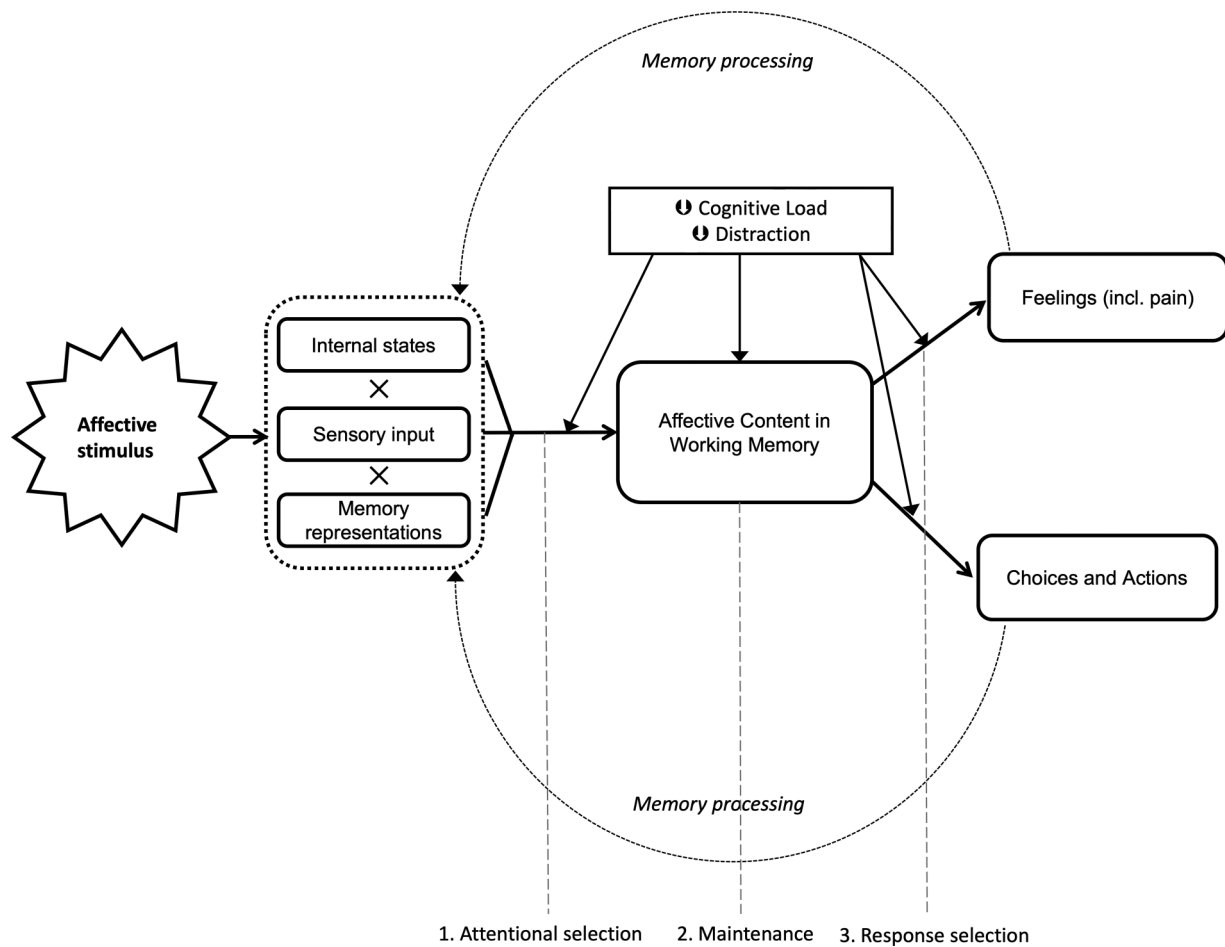 Memory processing
⬇ Cognitive Load
⬇ Distraction
Feelings (incl. pain)
Internal states
×
Affective
stimulus
Sensory input
Affective Content in
Working Memory
×
Memory
representations
Choices and Actions
Memory processing
1. Attentional selection
2. Maintenance
3. Response selection